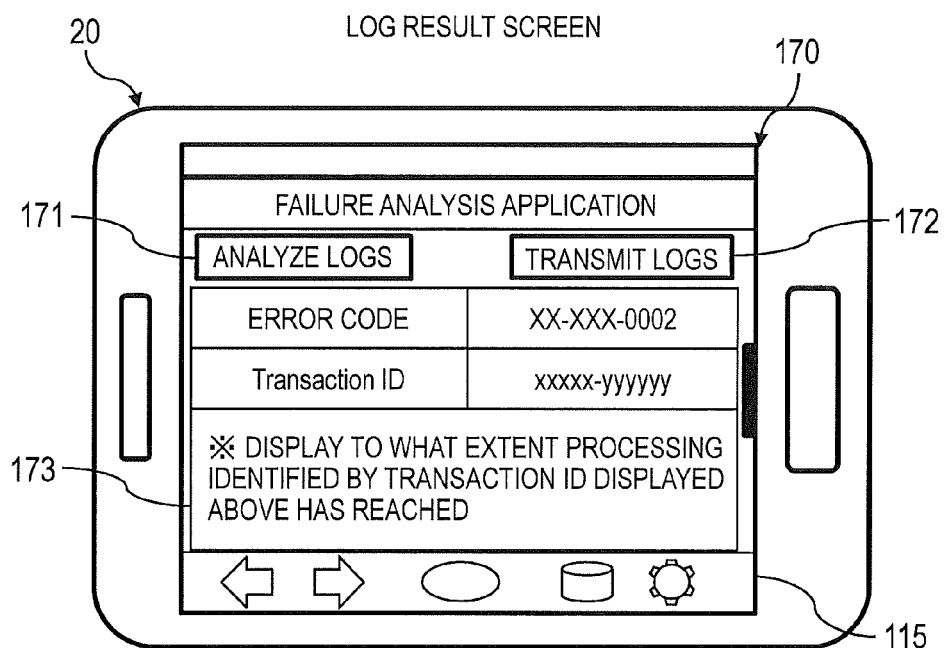 LOG RESULT SCREEN
20
170
FAILURE ANALYSIS APPLICATION
171
172
ANALYZE LOGS
TRANSMIT LOGS
ERROR CODE
XX-XXX-0002
Transaction ID
xxxxx-yyyyyy
※ DISPLAY TO WHAT EXTENT PROCESSING
IDENTIFIED BY TRANSACTION ID DISPLAYED
ABOVE HAS REACHED
173
115